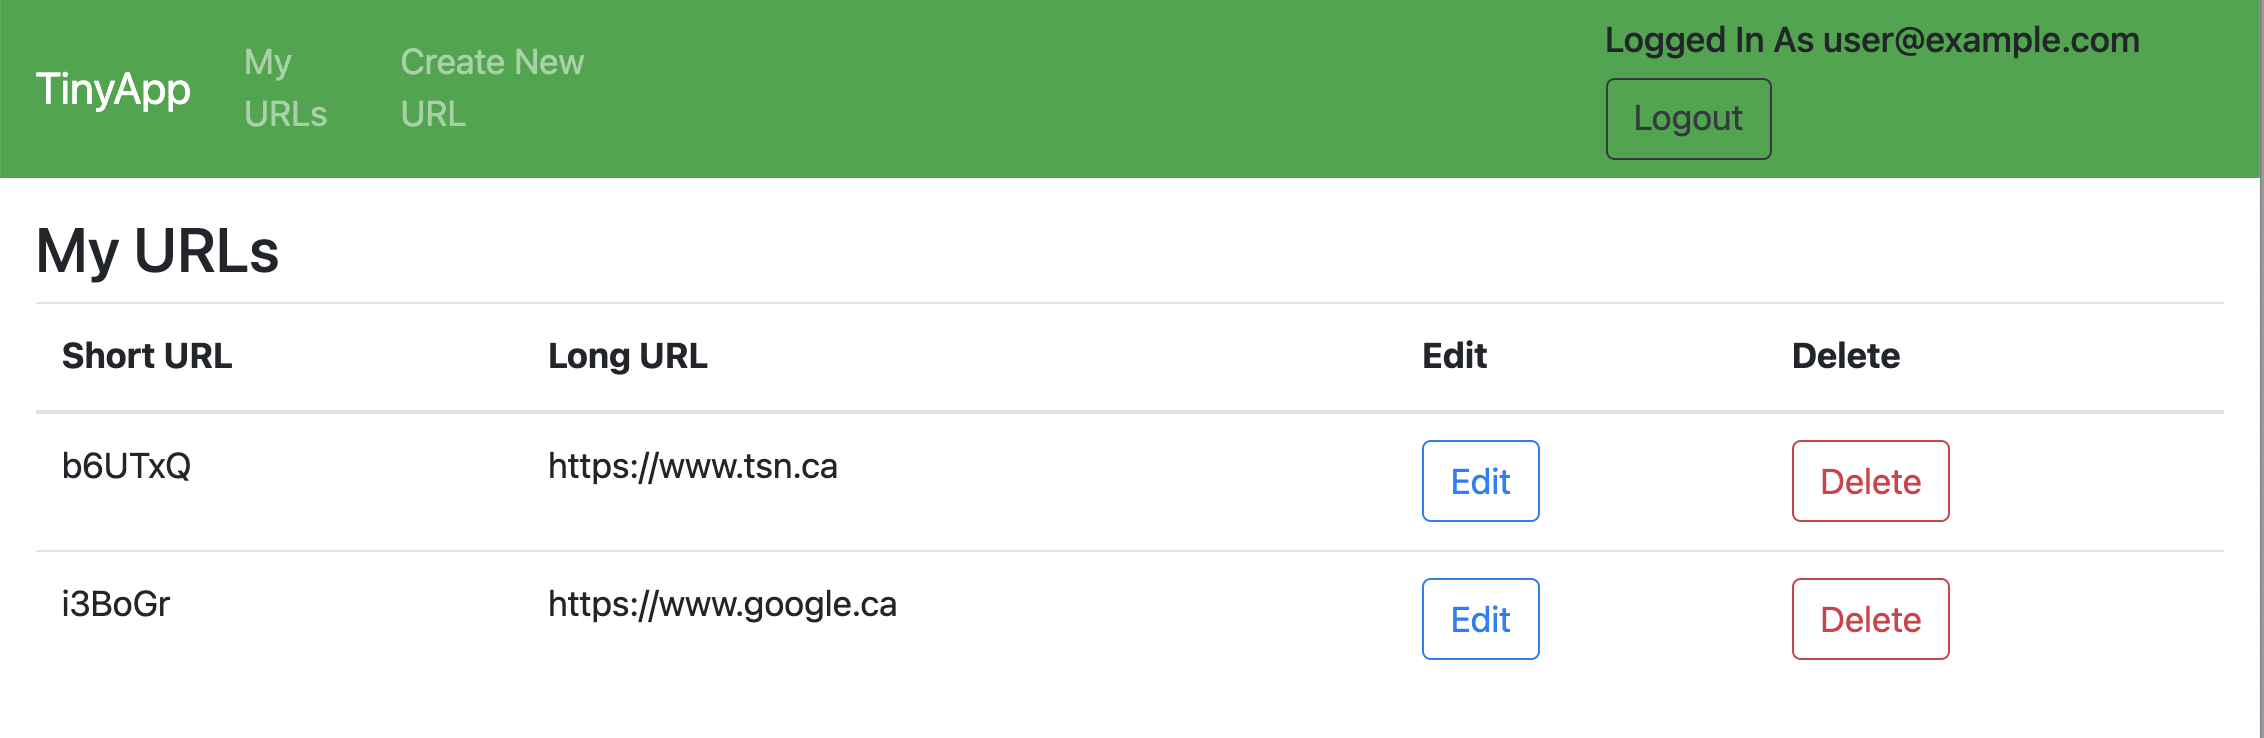 TinyApp
My
URLs
Create New
URL
Logged In As user@example.com
Logout
My URLs
Short URL Long URL Edit Delete
b6UTxQ https://www.tsn.ca Edit Delete
i3BoGr https://www.google.ca Edit Delete